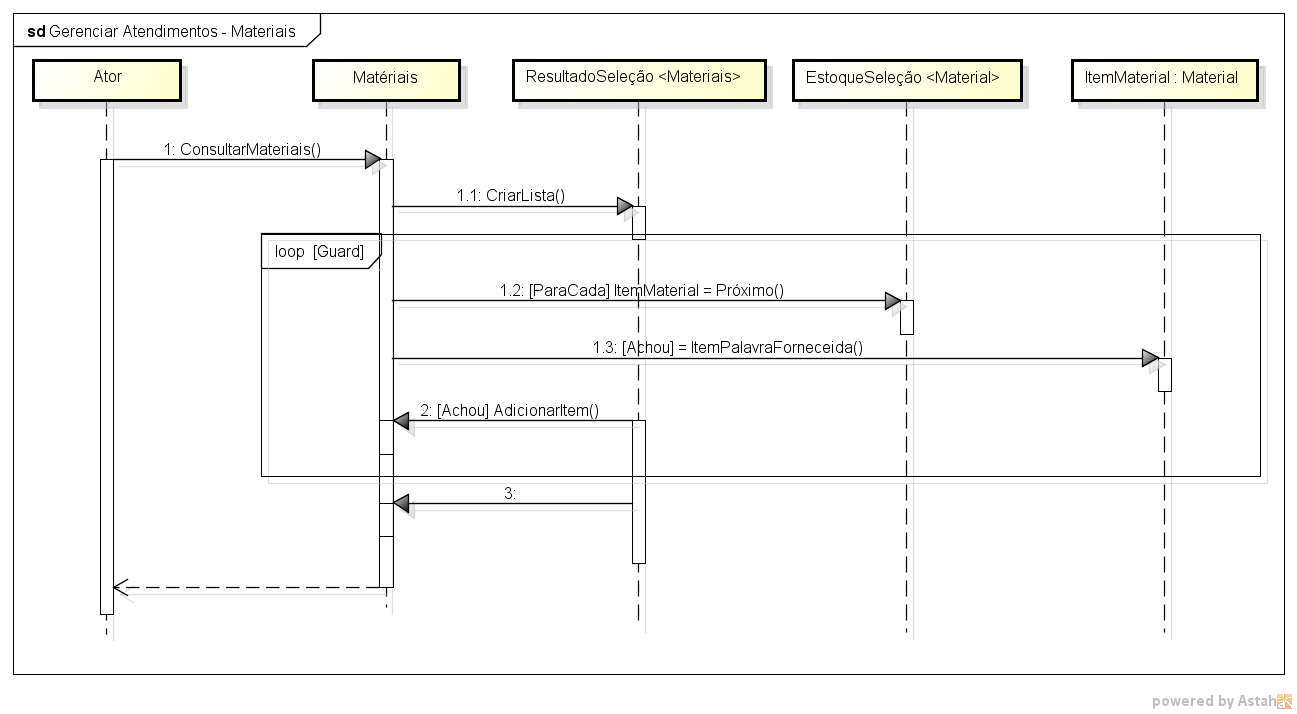 sd Gerenciar Atendimentos - Materiais
Ator
Matériais
ResultadoSeleção <Materiais>
EstoqueSeleção <Material>
ItemMaterial : Material
1: ConsultarMateriais()
1.1: CriarLista()
loop [Guard]
1.2: [ParaCada] ItemMaterial = Próximo()
1.3: [Achou] = ItemPalavraForneceida()
2: [Achou] AdicionarItem()
3:
powered by Astah